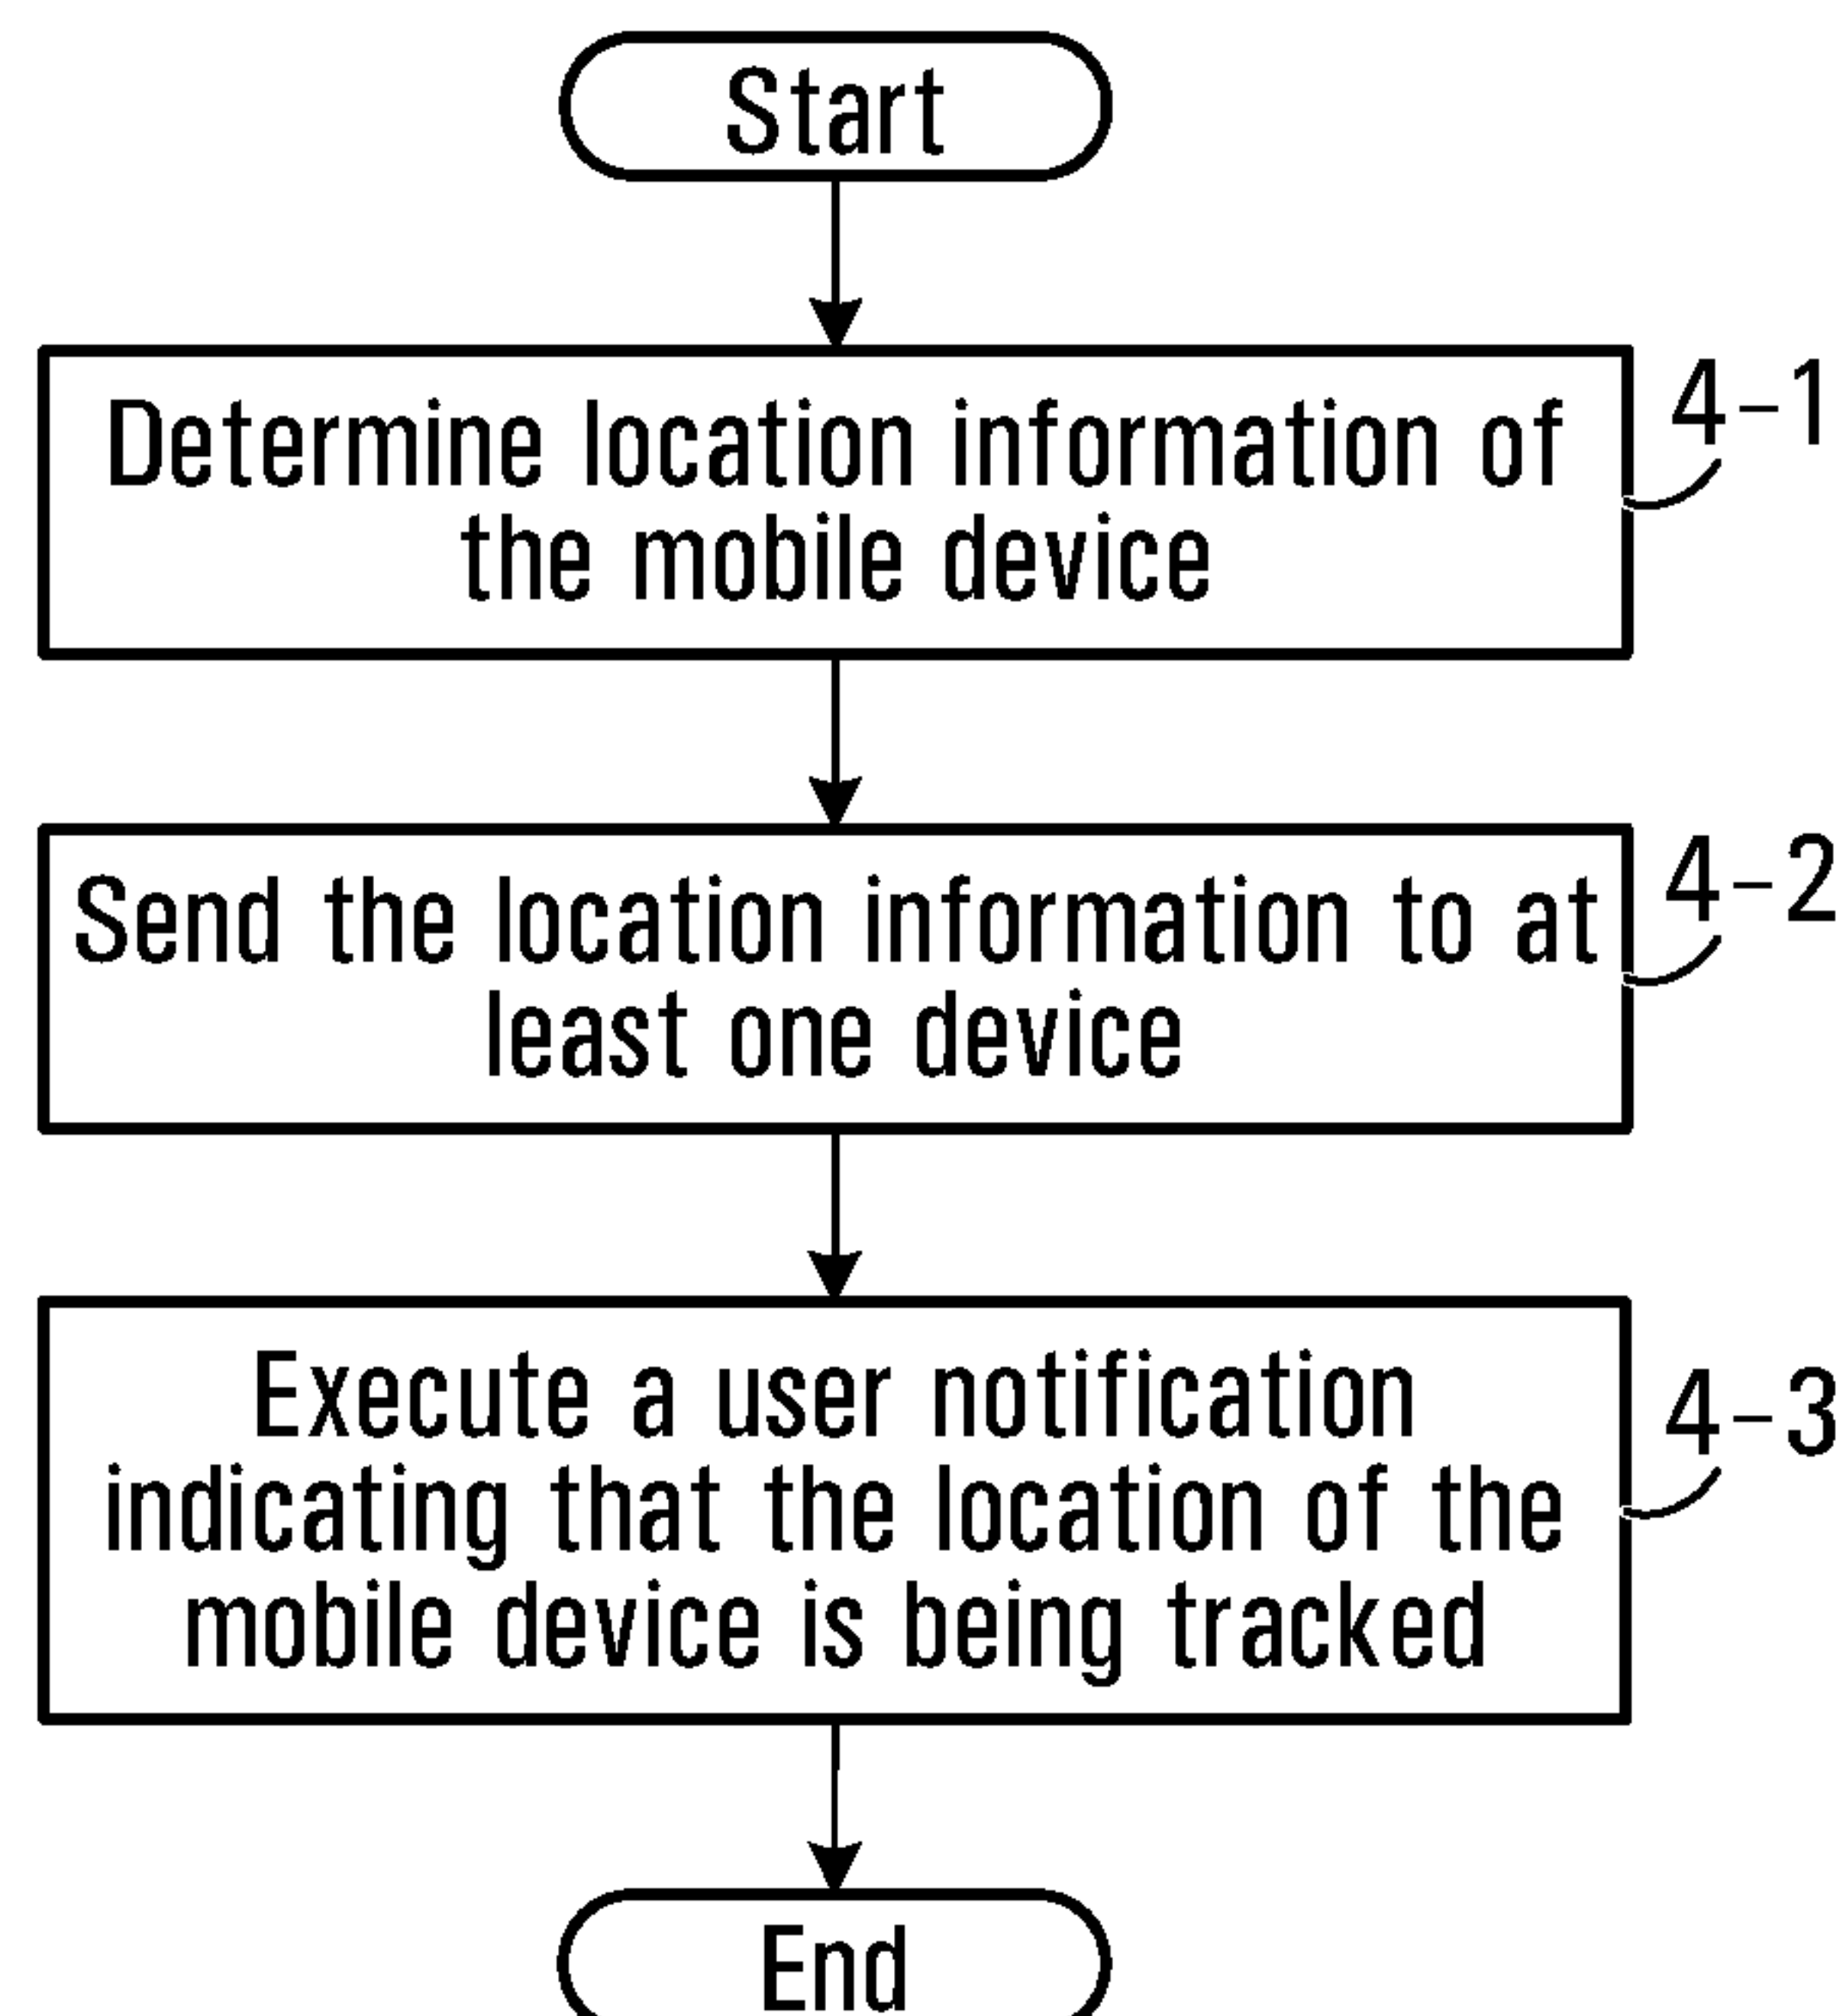 Start
Determine location information of
the mobile device
4-1
Send the location information to at
least one device
4-2
Execute a user notification
indicating that the location of the
mobile device is being tracked
4-3
End